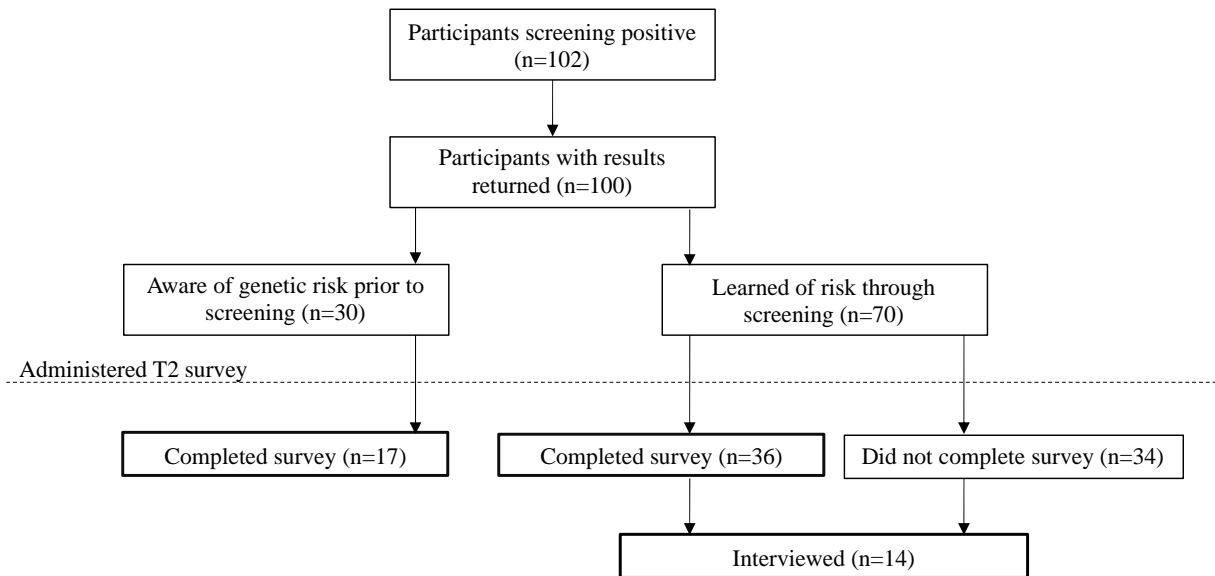 Participants screening positive
(n=102)
Participants with results
returned (n=100)
Aware of genetic risk prior to
screening (n=30)
Learned of risk through
screening (n=70)
Administered T2 survey
Completed survey (n=17)
Completed survey (n=36)
Did not complete survey (n=34)
Interviewed (n=14)